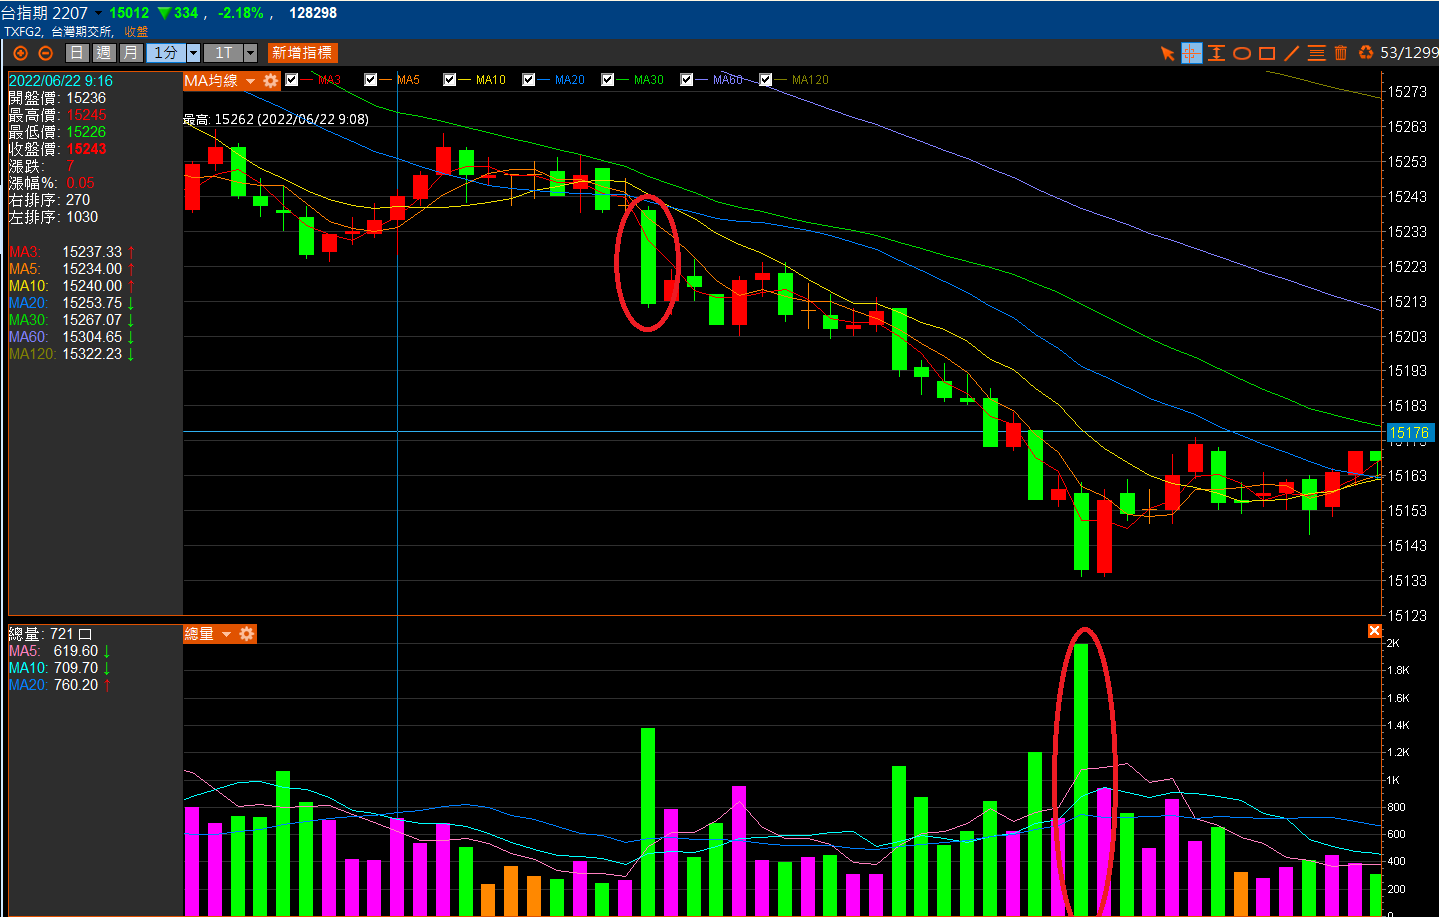 台指期 2207 15012 ▼334 , -2.18% , 128298
TXFG2, 台灣期交所, 收盤
日 週 月 1分 1T 新增指標 53/1299
2022/06/22 9:16
開盤價: 15236
最高價: 15245
最低價: 15226
收盤價: 15243
漲跌: 7
漲幅%: 0.05
右排序: 270
左排序: 1030
MA3: 15237.33 ↑
MA5: 15234.00 ↑
MA10: 15240.00 ↑
MA20: 15253.75 ↓
MA30: 15267.07 ↓
MA60: 15304.65 ↓
MA120: 15322.23 ↓
MA均線 MA3 MA5 MA10 MA20 MA30 MA60 MA120
最高: 15262 (2022/06/22 9:08)
15273
15263
15253
15243
15233
15223
15213
15203
15193
15183
15176
15173
15163
15153
15143
15133
15123
總量: 721 口
MA5: 619.60 ↓
MA10: 709.70 ↓
MA20: 760.20 ↑
總量
2K
1.8K
1.6K
1.4K
1.2K
1K
800
600
400
200
0